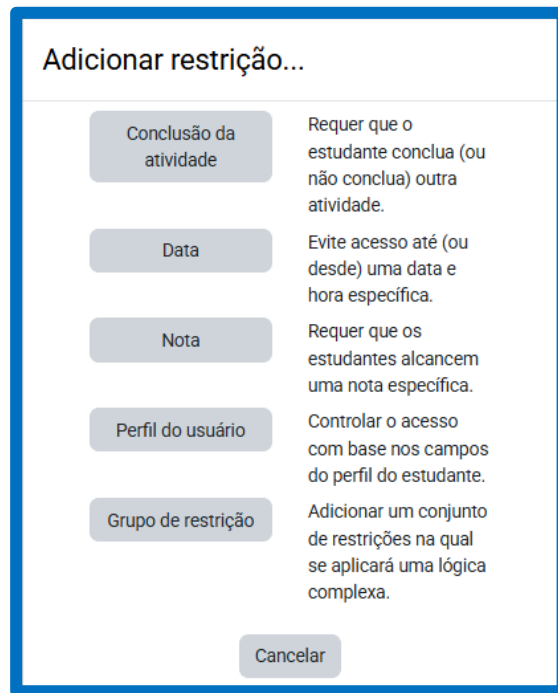 Adicionar restrição...
Conclusão da
atividade
Requer que o
estudante conclua (ou
não conclua) outra
atividade.
Data
Evite acesso até (ou
desde) uma data e
hora específica.
Nota
Requer que os
estudantes alcancem
uma nota específica.
Perfil do usuário
Controlar o acesso
com base nos campos
do perfil do estudante.
Grupo de restrição
Adicionar um conjunto
de restrições na qual
se aplicará uma lógica
complexa.
Cancelar